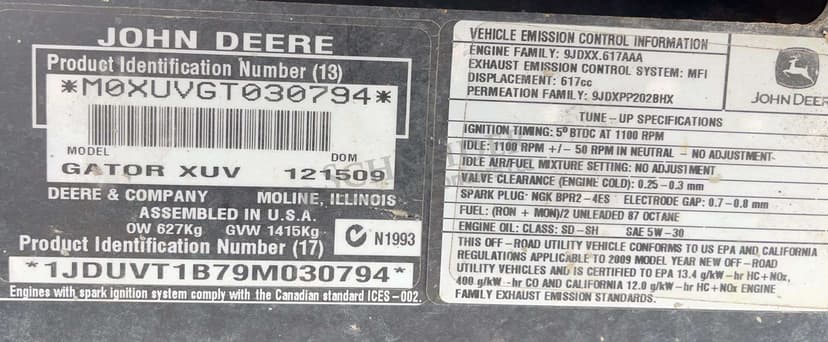 JOHN DEERE
Product Identification Number (13)
*M0XUVGT030794*
MODEL DOM
GATOR XUV 121509
DEERE & COMPANY MOLINE, ILLINOIS
ASSEMBLED IN U.S.A.
OW 627Kg GVW 1415Kg
N1993
Product Identification Number (17)
*1JDUVT1B79M030794*
Engines with spark ignition system comply with the Canadian standard ICES-002.
VEHICLE EMISSION CONTROL INFORMATION
ENGINE FAMILY: 9JDXX.617AAA
EXHAUST EMISSION CONTROL SYSTEM: MFI
DISPLACEMENT: 617cc
PERMEATION FAMILY: 9JDXPP202BHX
JOHN DEER
TUNE-UP SPECIFICATIONS
IGNITION TIMING: 5° BTDC AT 1100 RPM
IDLE: 1100 RPM +/- 50 RPM IN NEUTRAL - NO ADJUSTMENT
IDLE AIR/FUEL MIXTURE SETTING: NO ADJUSTMENT
VALVE CLEARANCE (ENGINE COLD): 0.25-0.3 mm
SPARK PLUG: NGK BPR2-4ES ELECTRODE GAP: 0.7-0.8 mm
FUEL: (RON + MON)/2 UNLEADED 87 OCTANE
ENGINE OIL: CLASS: SD-SH SAE 5W-30
THIS OFF-ROAD UTILITY VEHICLE CONFORMS TO US EPA AND CALIFORNIA
REGULATIONS APPLICABLE TO 2009 MODEL YEAR NEW OFF-ROAD
UTILITY VEHICLES AND IS CERTIFIED TO EPA 13.4 g/kW-hr HC+NOx,
400 g/kW-hr CO AND CALIFORNIA 12.0 g/kW-hr HC+NOx ENGINE
FAMILY EXHAUST EMISSION STANDARDS.